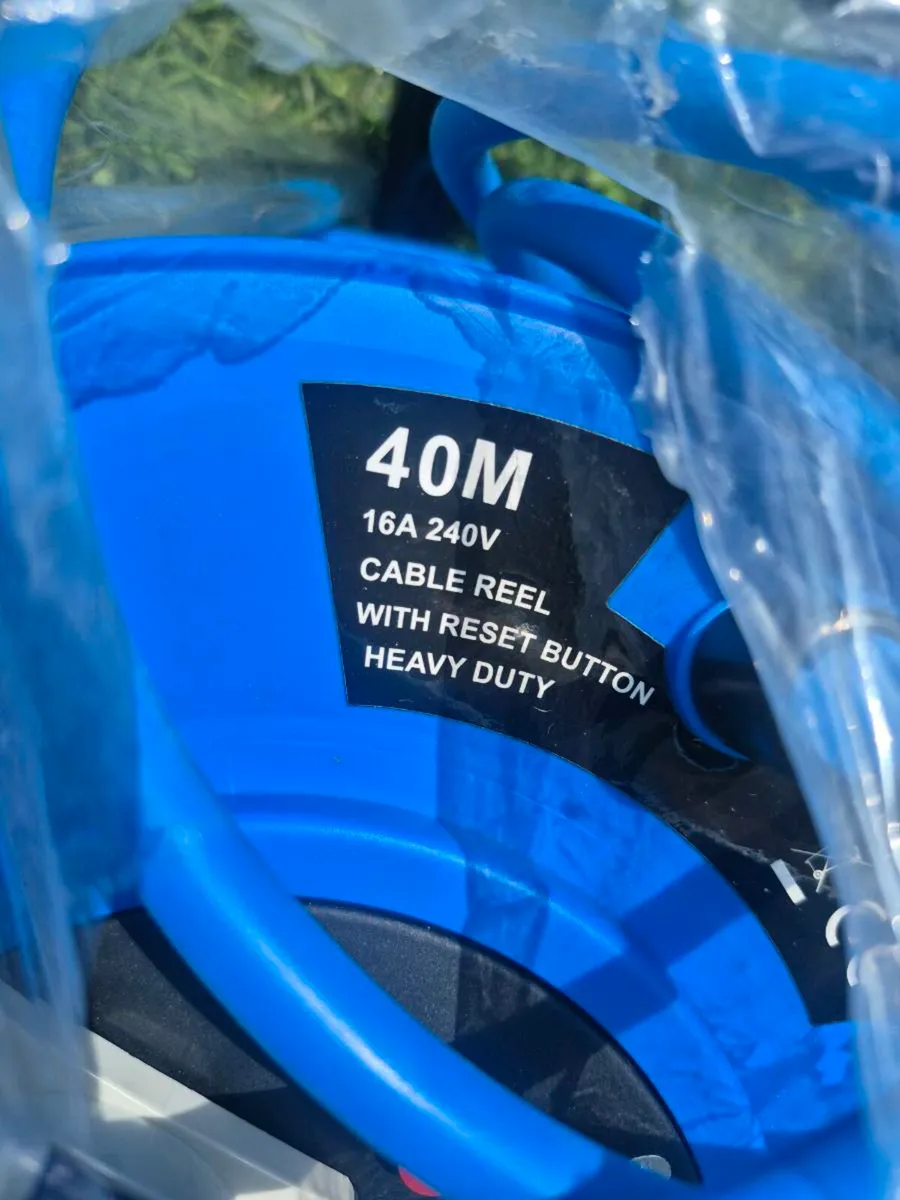 40M
16A 240V
CABLE REEL
WITH RESET BUTTON
HEAVY DUTY